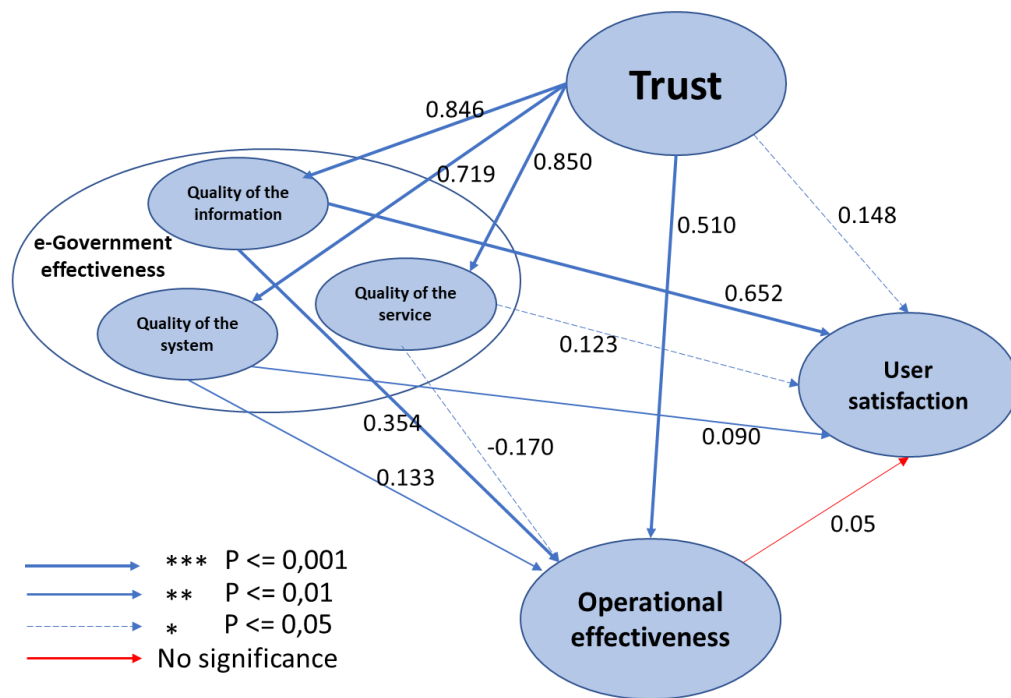 Trust
0.846
0.719
0.850
Quality of the
information
0.510
0.148
e-Government
effectiveness
Quality of the
service
0.652
Quality of the
system
0.123
User
satisfaction
0.354
-0.170
0.090
0.133
0.05
*** P <= 0,001
** P <= 0,01
* P <= 0,05
No significance
Operational
effectiveness